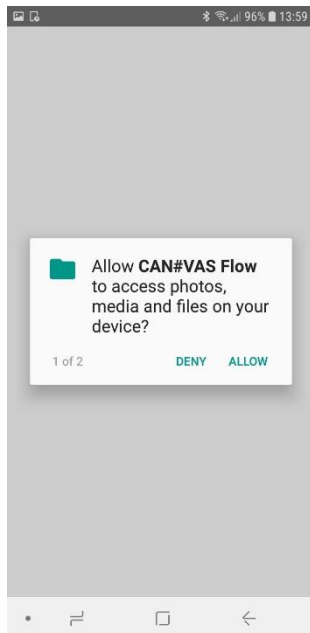 96% 13:59
Allow CAN#VAS Flow
to access photos,
media and files on your
device?
1 of 2 DENY ALLOW